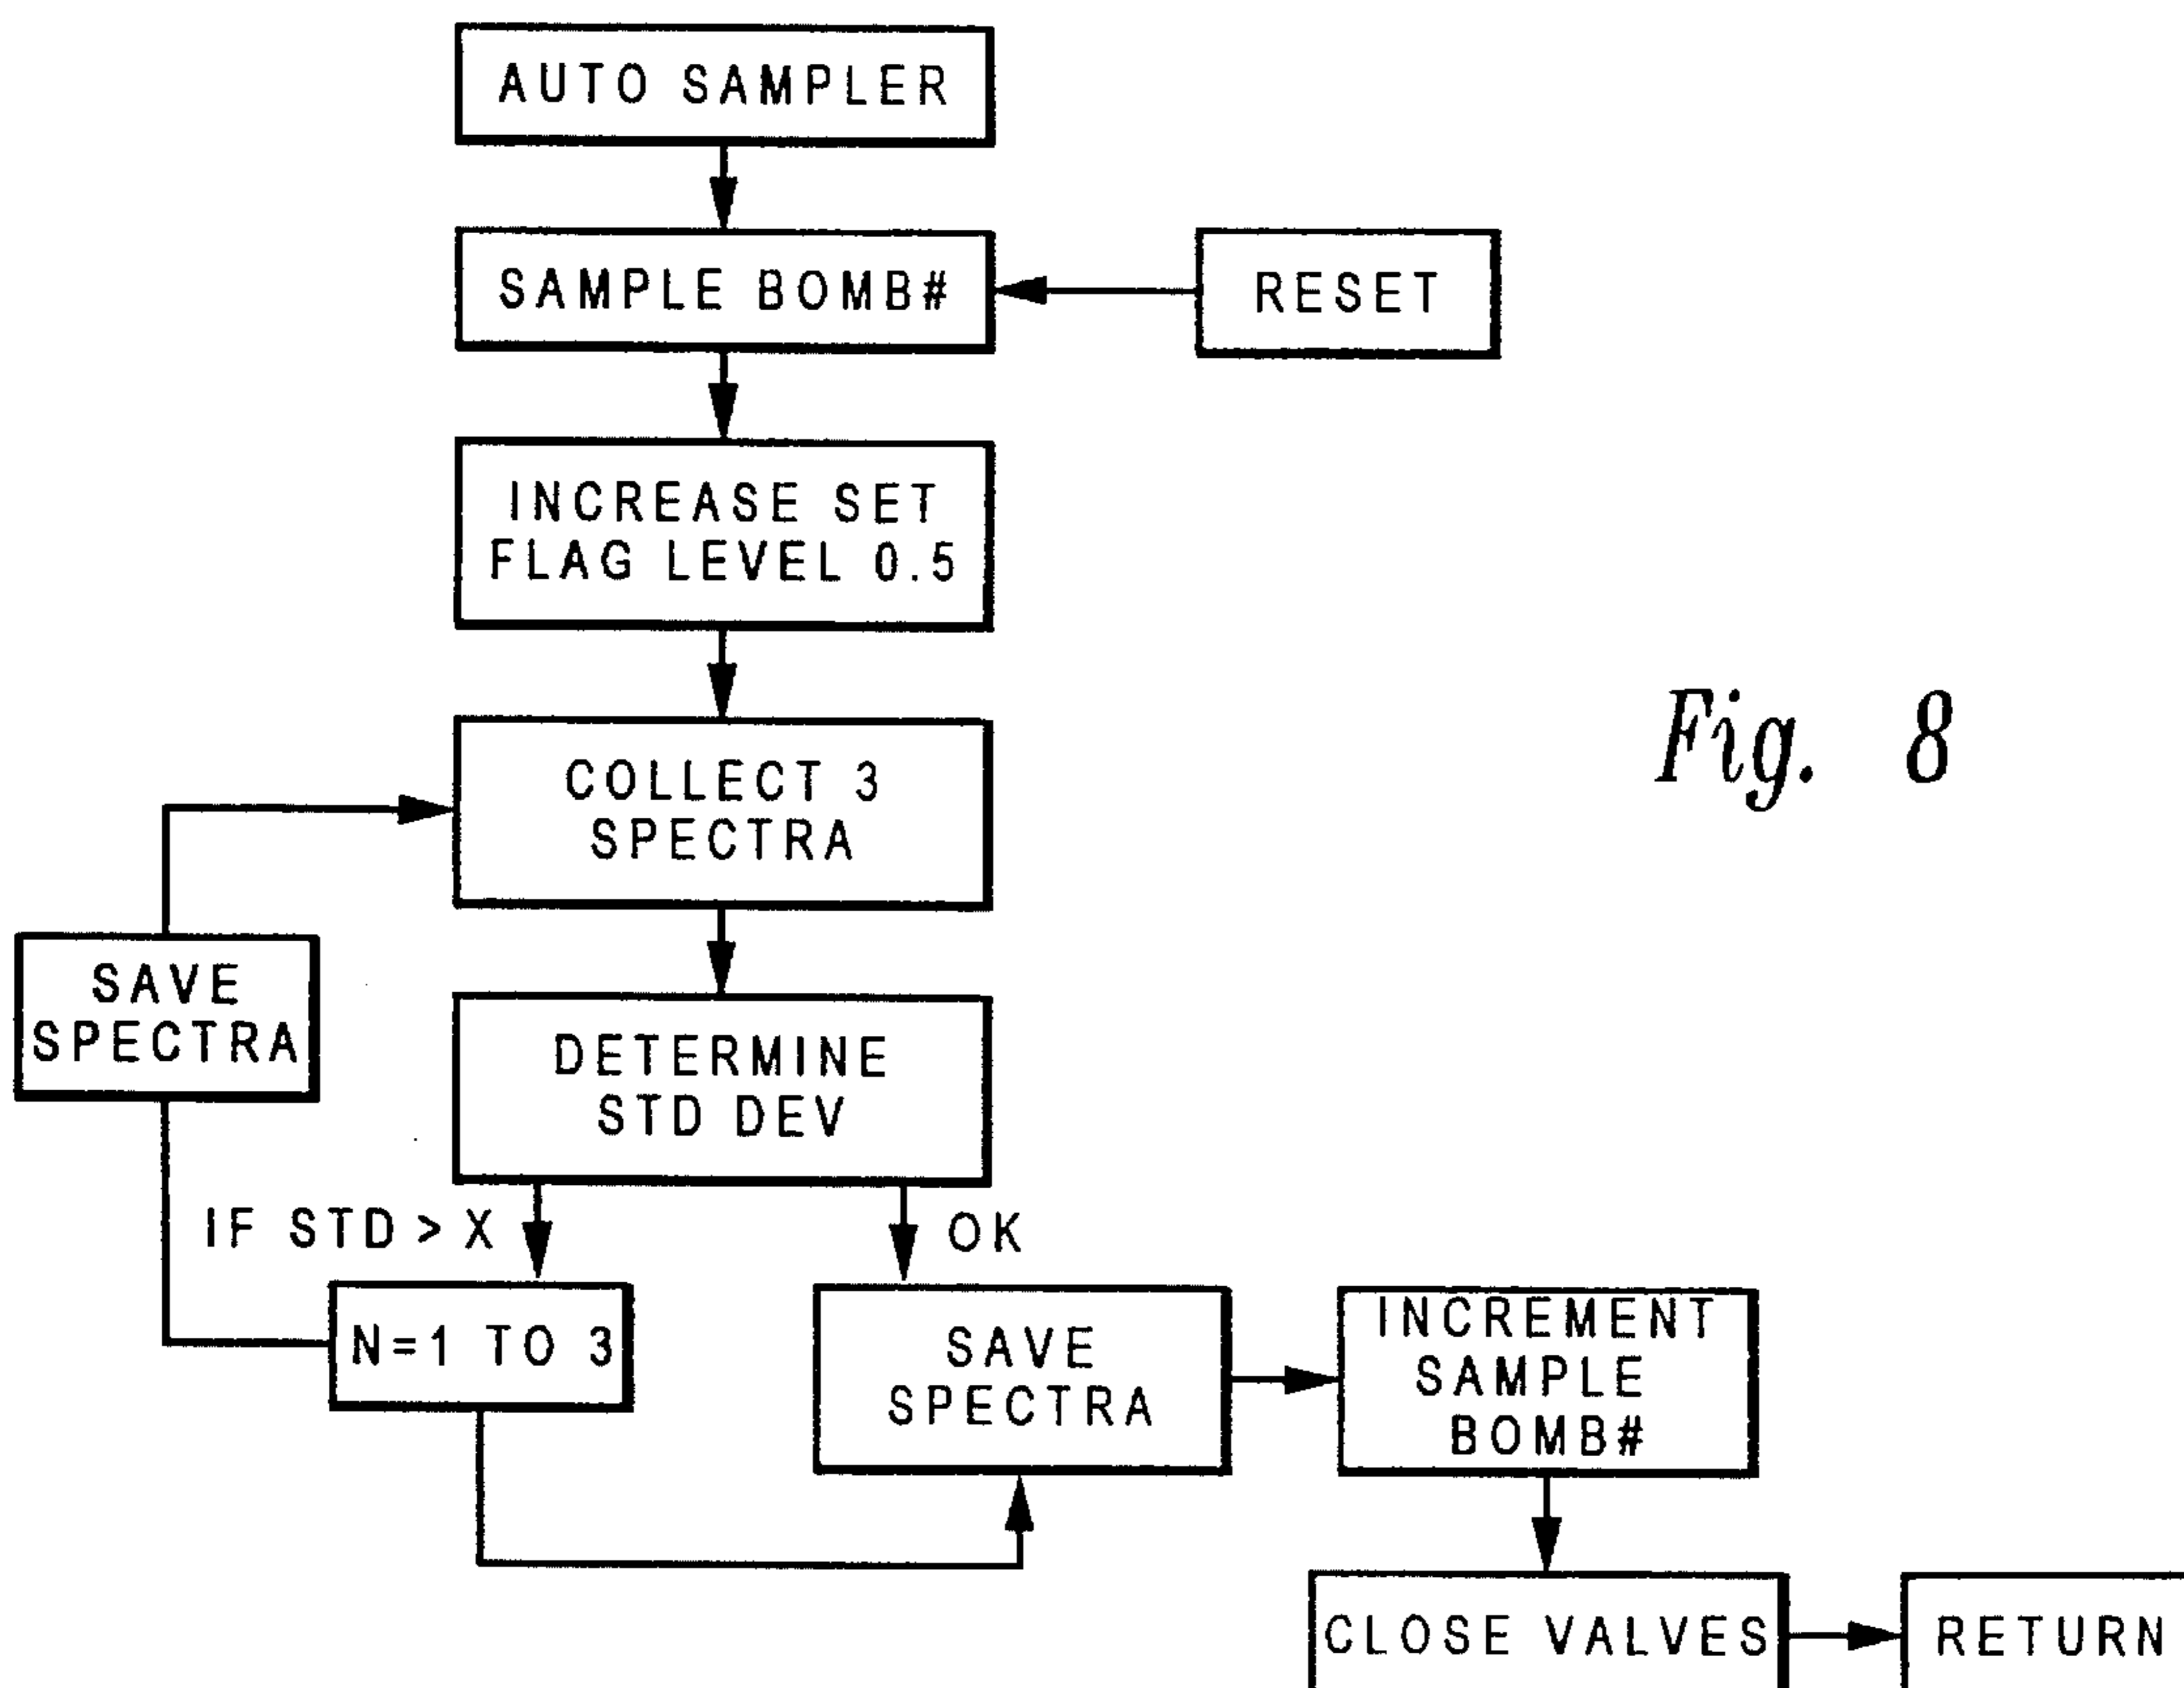 AUTO SAMPLER
SAMPLE BOMB#
RESET
INCREASE SET
FLAG LEVEL 0.5
Fig. 8
COLLECT 3
SPECTRA
SAVE
SPECTRA
DETERMINE
STD DEV
IF STD > X
OK
N=1 TO 3
SAVE
SPECTRA
INCREMENT
SAMPLE
BOMB#
CLOSE VALVES
RETURN